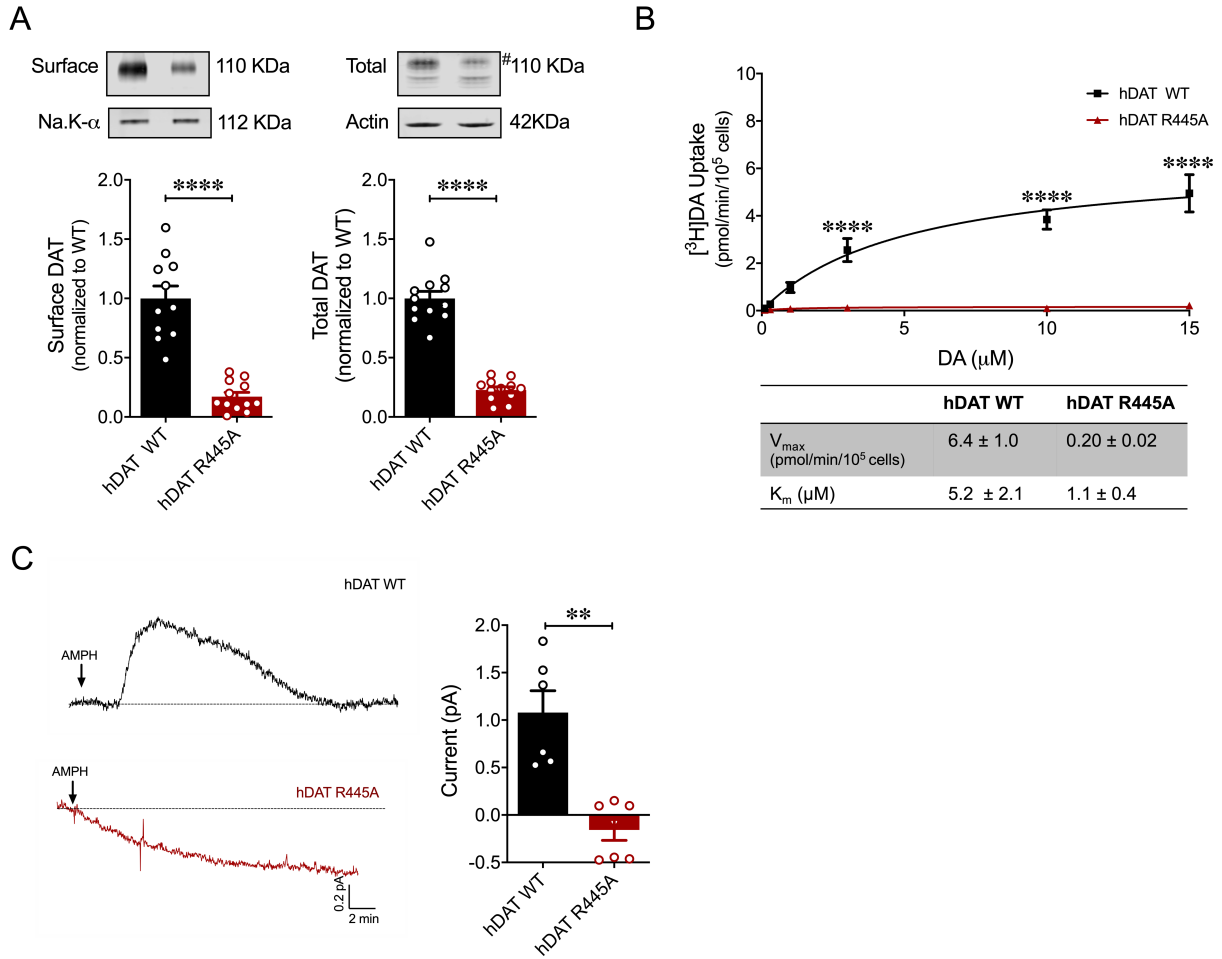 A
Surface 110 KDa
Na.K-α 112 KDa
Total # 110 KDa
Actin 42KDa
****
2.0
1.5
1.0
0.5
0.0
Surface DAT
(normalized to WT)
hDAT WT
hDAT R445A
****
2.0
1.5
1.0
0.5
0.0
Total DAT
(normalized to WT)
hDAT WT
hDAT R445A
B
10
8
6
4
2
0
[³H]DA Uptake
(pmol/min/10⁵ cells)
hDAT WT
hDAT R445A
****
****
****
0
5
10
15
DA (μM)
hDAT WT hDAT R445A
Vmax 6.4 ± 1.0 0.20 ± 0.02
(pmol/min/10⁵ cells)
Km (μM) 5.2 ± 2.1 1.1 ± 0.4
C
hDAT WT
AMPH
AMPH
hDAT R445A
0.2 pA
2 min
**
2.0
1.5
1.0
0.5
0.0
-0.5
Current (pA)
hDAT WT
hDAT R445A